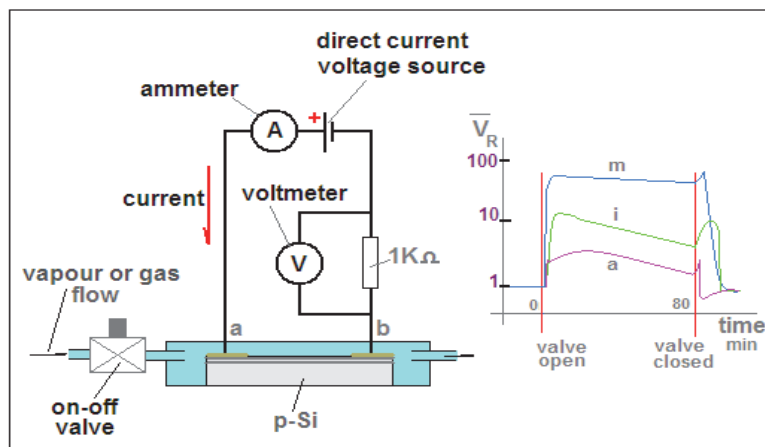 direct current
voltage source
ammeter
+
A
current
voltmeter
V
1KΩ
vapour or gas
flow
a
b
on-off
valve
p-Si
V̅R
100
10
1
m
i
a
0
80
time
min
valve
open
valve
closed